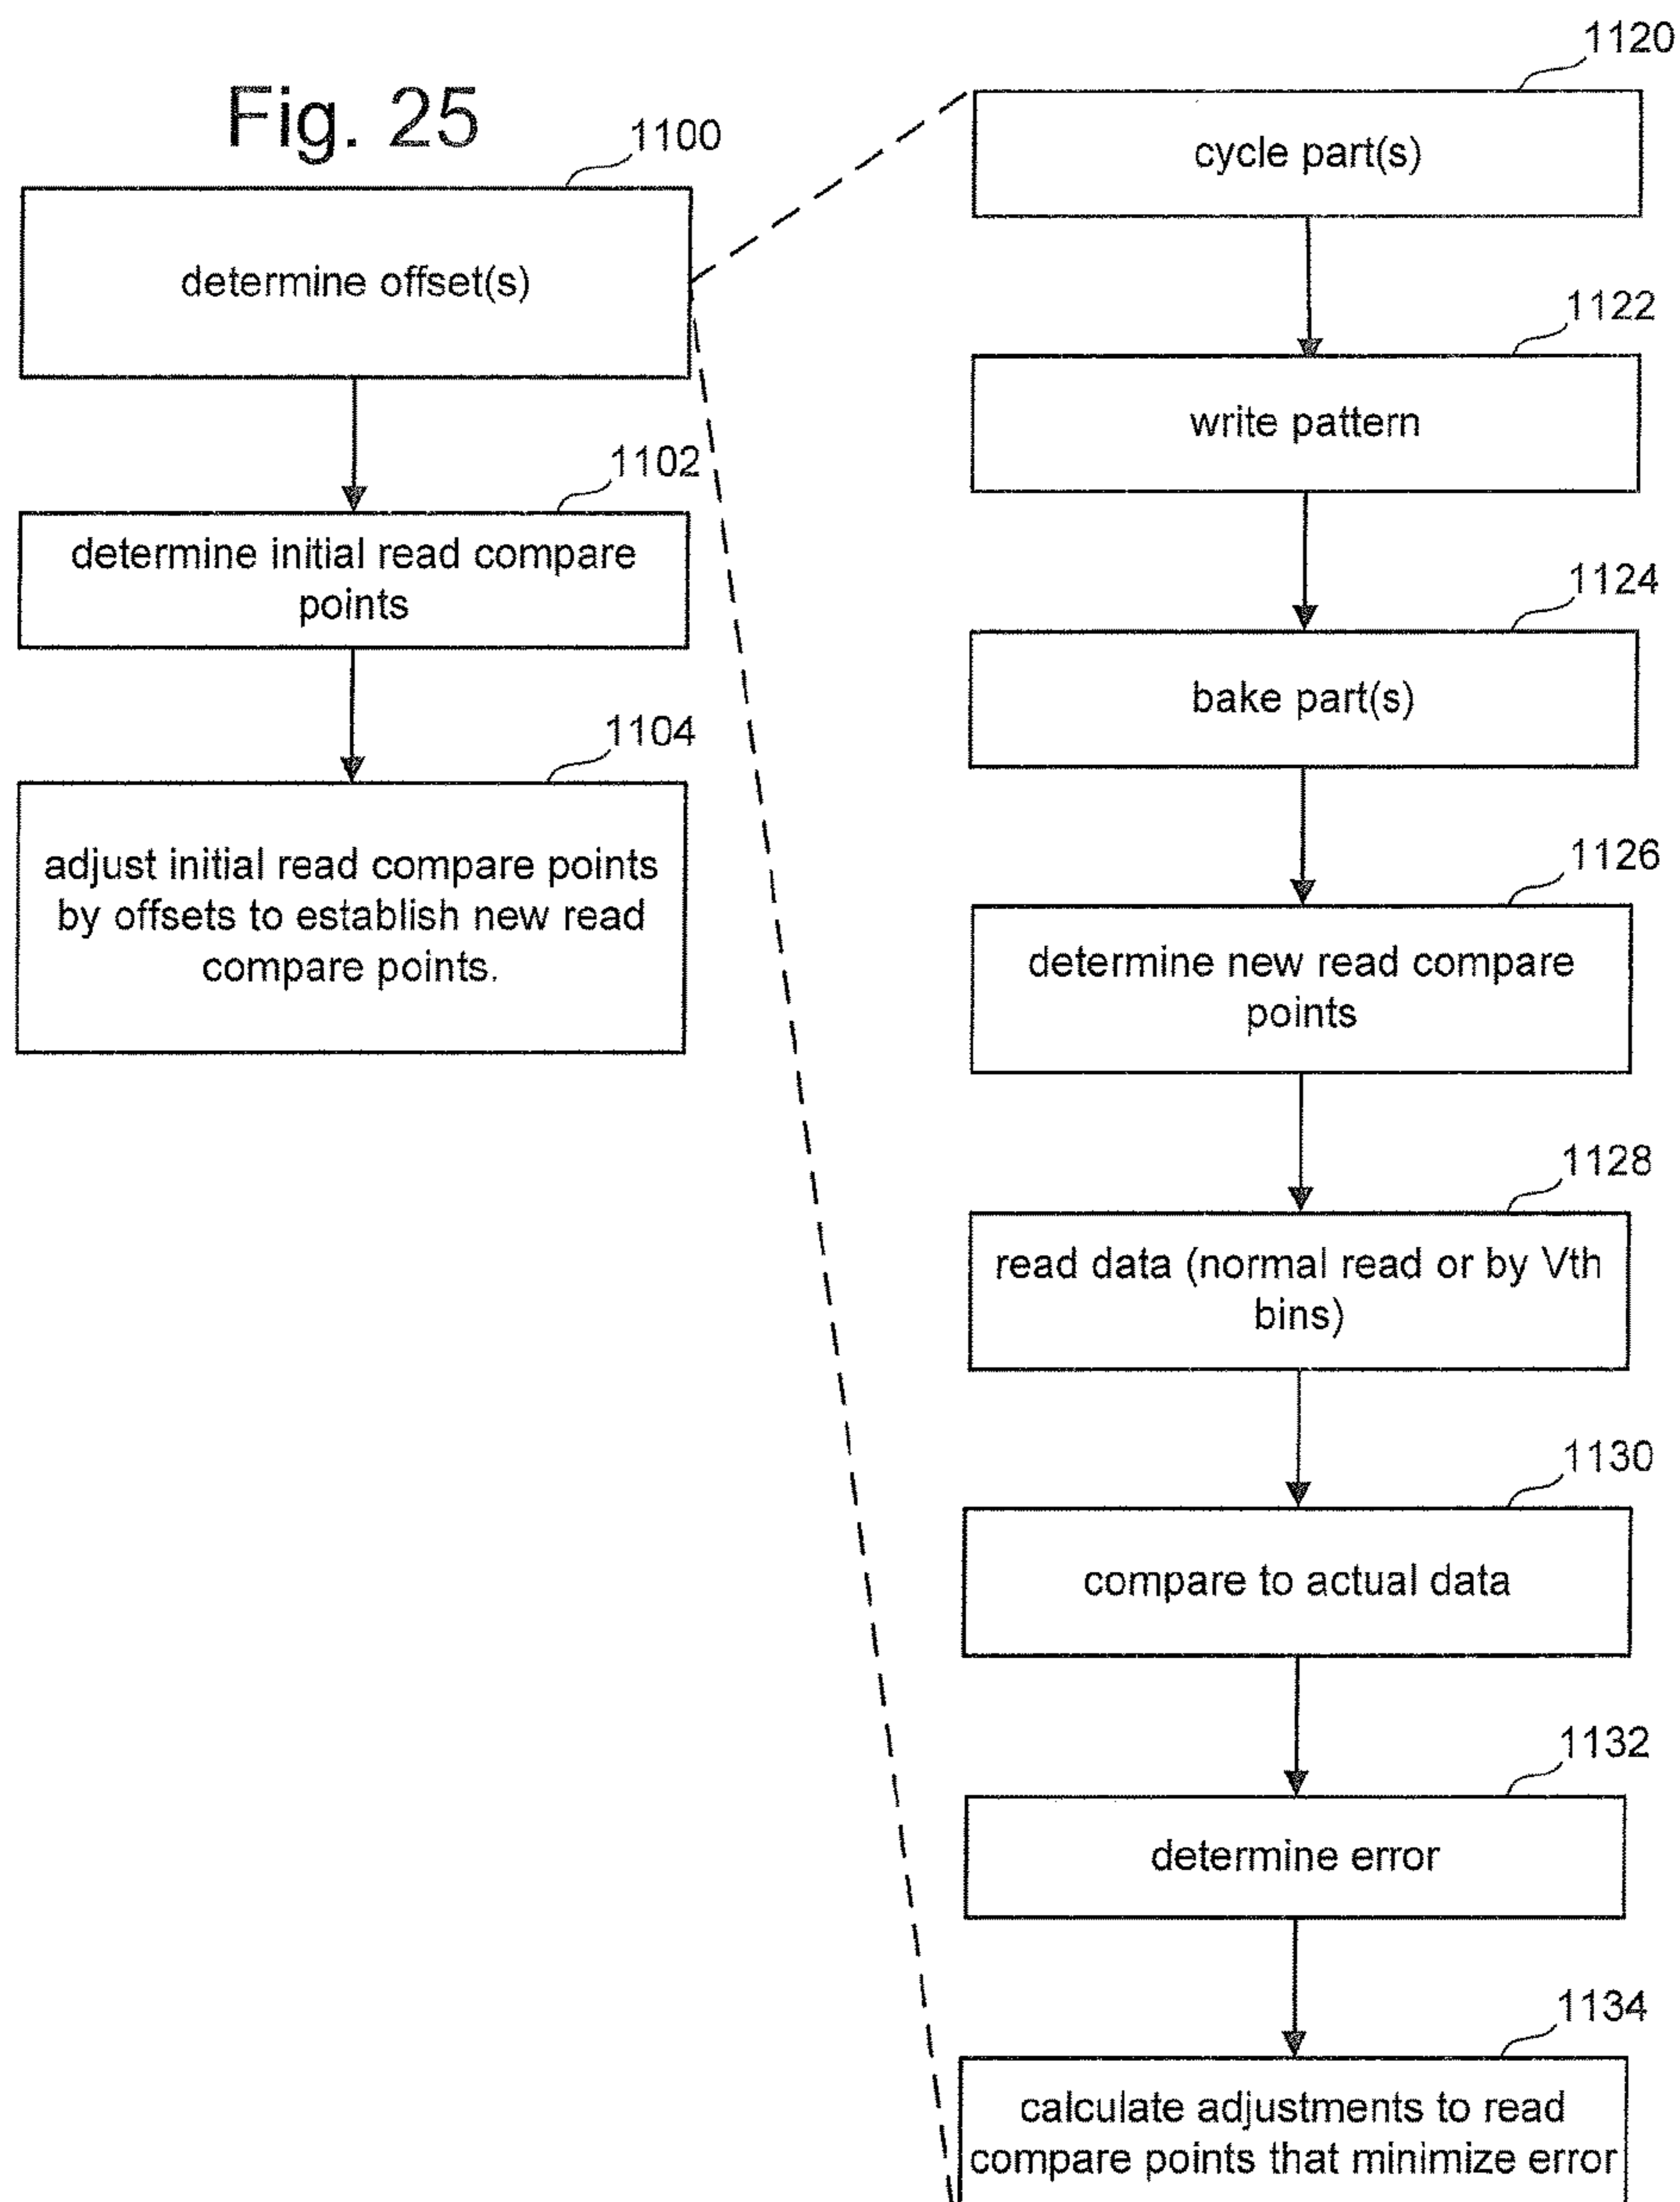 Fig. 25
1100
determine offset(s)
1102
determine initial read compare
points
1104
adjust initial read compare points
by offsets to establish new read
compare points.
1120
cycle part(s)
1122
write pattern
1124
bake part(s)
1126
determine new read compare
points
1128
read data (normal read or by Vth
bins)
1130
compare to actual data
1132
determine error
1134
calculate adjustments to read
compare points that minimize error